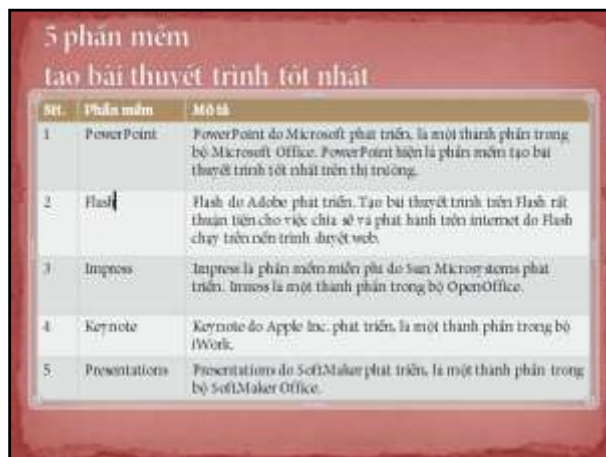 5 phần mềm
tạo bài thuyết trình tốt nhất
Stt. Phần mềm Mô tả
1 PowerPoint PowerPoint do Microsoft phát triển, là một thành phần trong
bộ Microsoft Office. PowerPoint hiện là phần mềm tạo bài
thuyết trình tốt nhất trên thị trường.
2 Flash Flash do Adobe phát triển. Tạo bài thuyết trình trên Flash rất
thuận tiện cho việc chia sẽ và phát hành trên internet do Flash
chạy trên nền trình duyệt web.
3 Impress Impress là phần mềm miễn phí do Sun Microsystems phát
triển. Imress là một thành phần trong bộ OpenOffice.
4 Keynote Keynote do Apple Inc. phát triển, là một thành phần trong bộ
iWork.
5 Presentations Presentations do SoftMaker phát triển, là một thành phần trong
bộ SoftMaker Office.